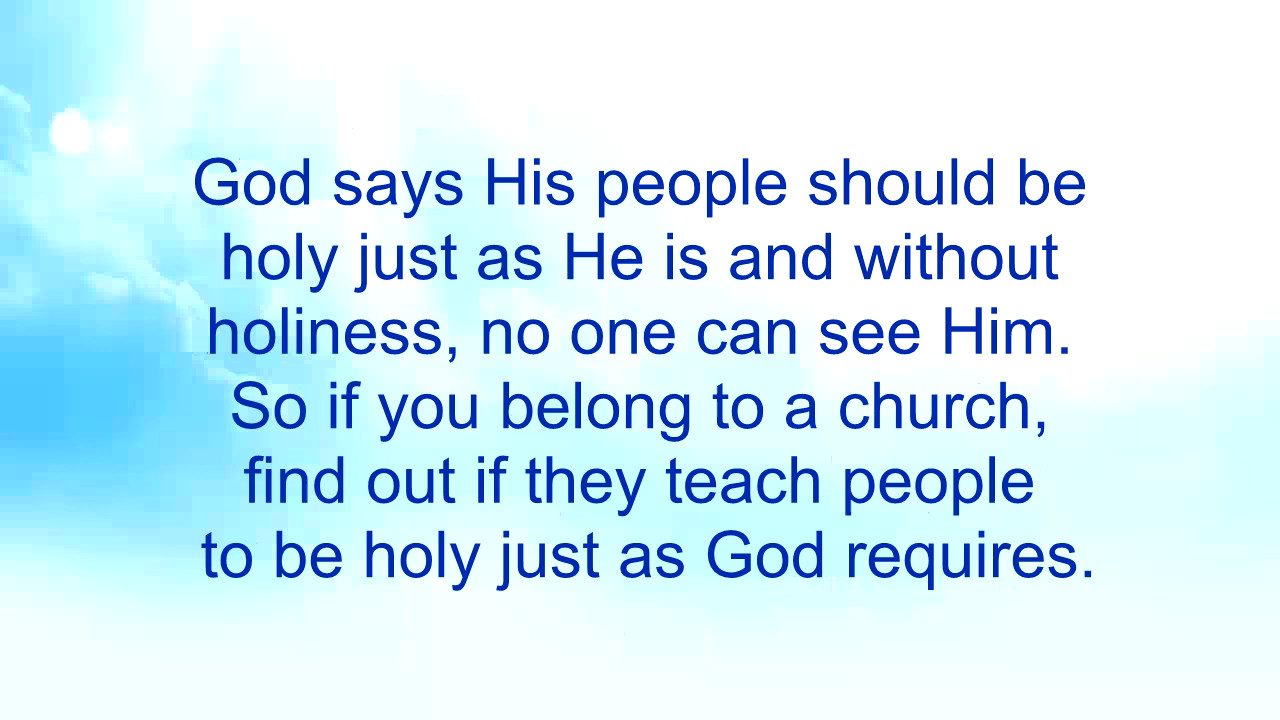 God says His people should be
holy just as He is and without
holiness, no one can see Him.
So if you belong to a church,
find out if they teach people
to be holy just as God requires.